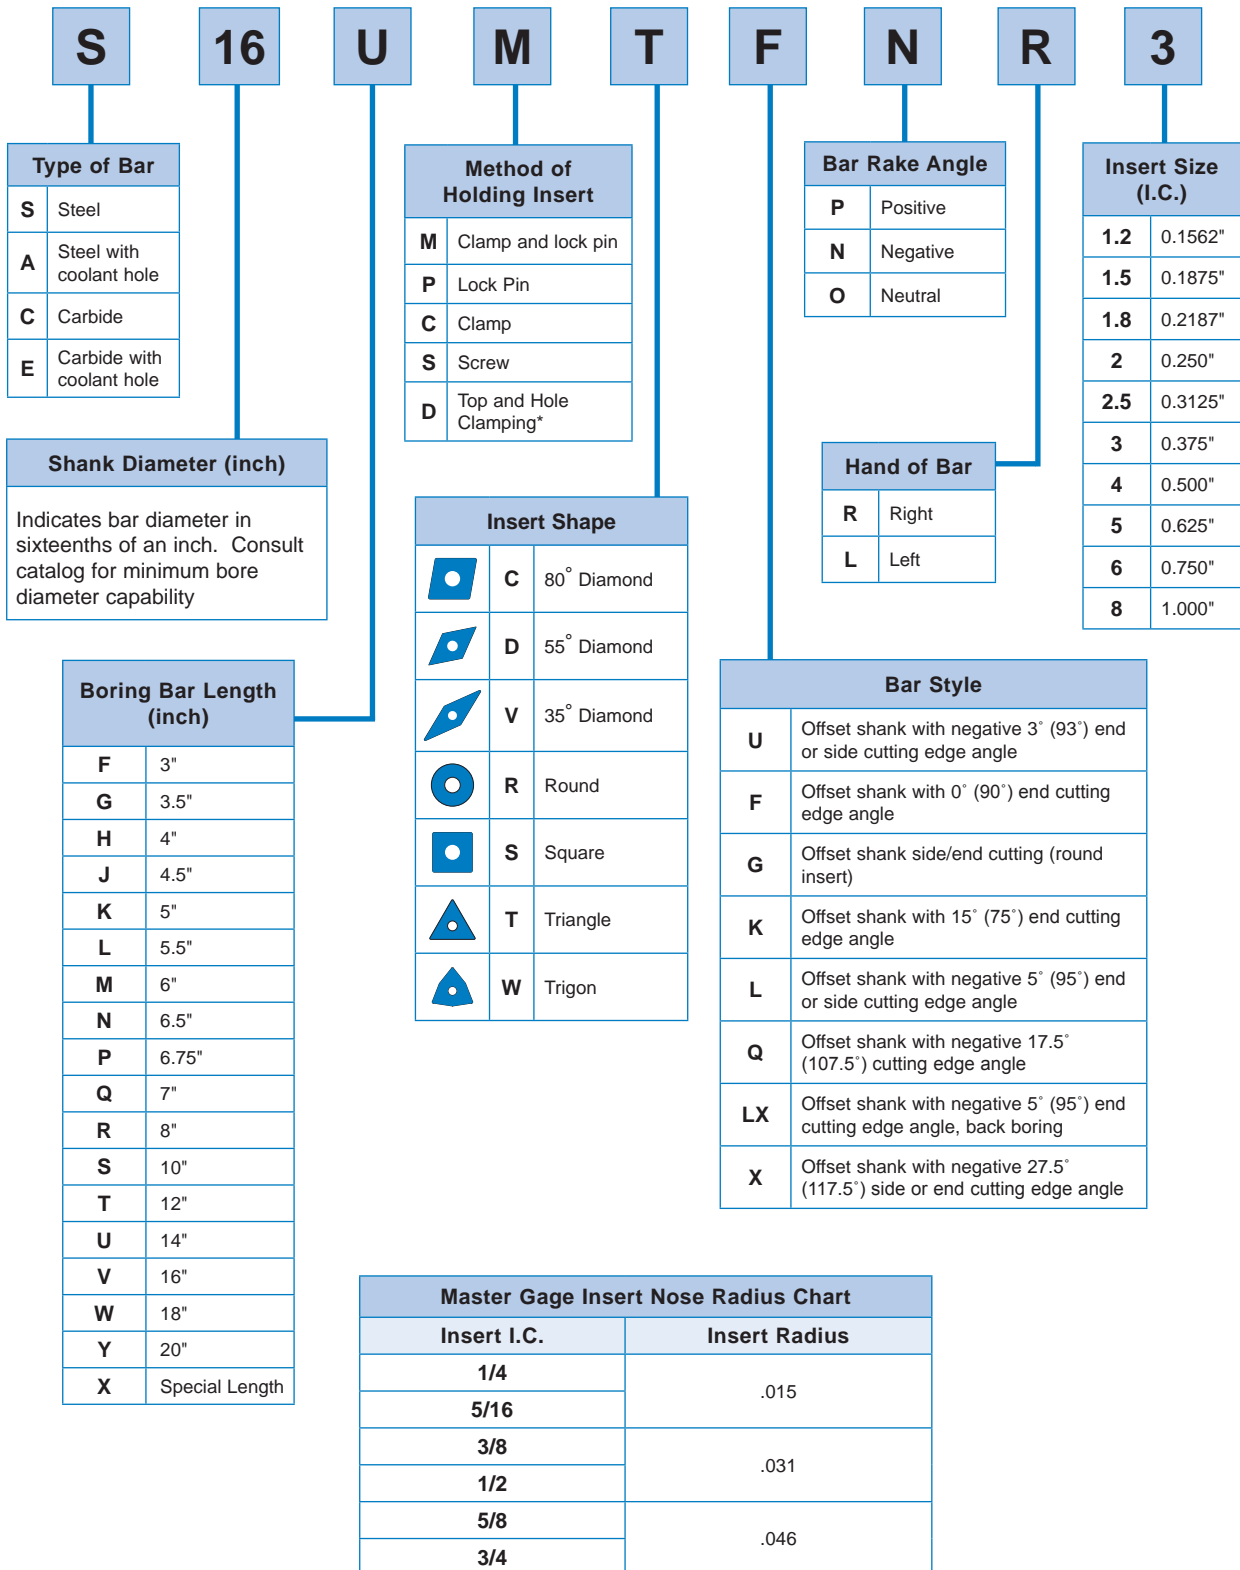 S 16 U M T F N R 3
Type of Bar
S Steel
A Steel with
coolant hole
C Carbide
E Carbide with
coolant hole
Shank Diameter (inch)
Indicates bar diameter in
sixteenths of an inch. Consult
catalog for minimum bore
diameter capability
Boring Bar Length
(inch)
F 3"
G 3.5"
H 4"
J 4.5"
K 5"
L 5.5"
M 6"
N 6.5"
P 6.75"
Q 7"
R 8"
S 10"
T 12"
U 14"
V 16"
W 18"
Y 20"
X Special Length
Method of
Holding Insert
M Clamp and lock pin
P Lock Pin
C Clamp
S Screw
D Top and Hole
Clamping*
Insert Shape
C 80° Diamond
D 55° Diamond
V 35° Diamond
R Round
S Square
T Triangle
W Trigon
Bar Rake Angle
P Positive
N Negative
O Neutral
Hand of Bar
R Right
L Left
Insert Size
(I.C.)
1.2 0.1562"
1.5 0.1875"
1.8 0.2187"
2 0.250"
2.5 0.3125"
3 0.375"
4 0.500"
5 0.625"
6 0.750"
8 1.000"
Bar Style
U Offset shank with negative 3° (93°) end
or side cutting edge angle
F Offset shank with 0° (90°) end cutting
edge angle
G Offset shank side/end cutting (round
insert)
K Offset shank with 15° (75°) end cutting
edge angle
L Offset shank with negative 5° (95°) end
or side cutting edge angle
Q Offset shank with negative 17.5°
(107.5°) cutting edge angle
LX Offset shank with negative 5° (95°) end
cutting edge angle, back boring
X Offset shank with negative 27.5°
(117.5°) side or end cutting edge angle
Master Gage Insert Nose Radius Chart
Insert I.C. Insert Radius
1/4
.015
5/16
3/8
.031
1/2
5/8
.046
3/4